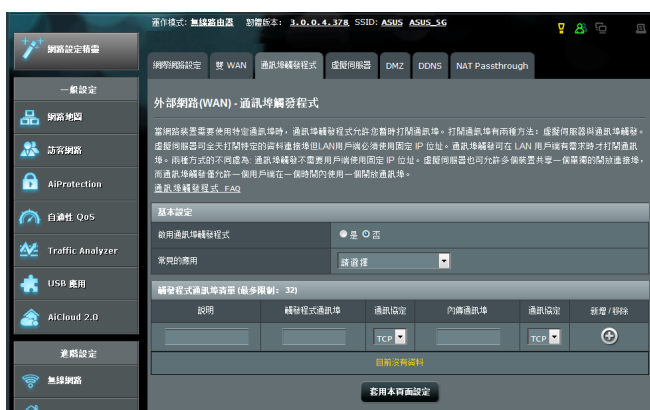 運作模式: 無線路由器 韌體版本: 3.0.0.4.378 SSID: ASUS ASUS_5G
網路設定精靈
一般設定
網路地圖
訪客網路
AiProtection
自適性 QoS
Traffic Analyzer
USB 應用
AiCloud 2.0
進階設定
無線網路
網際網路設定 雙 WAN 通訊埠觸發程式 虛擬伺服器 DMZ DDNS NAT Passthrough
外部網路(WAN) - 通訊埠觸發程式
當網路裝置需要使用特定通訊埠時，通訊埠觸發程式允許您暫時打開通訊埠。打開通訊埠有兩種方法：虛擬伺服器與通訊埠觸發。
虛擬伺服器可全天打開特定的資料連接埠但LAN用戶端必須使用固定 IP 位址。通訊埠觸發可在 LAN 用戶端有需求時才打開通訊
埠。兩種方式的不同處為: 通訊埠觸發不需要用戶端使用固定 IP 位址。虛擬伺服器也可允許多個裝置共享一個單獨的開放連接埠，
而通訊埠觸發僅允許一個用戶端在一個時間內使用一個開放通訊埠。
通訊埠觸發程式 FAQ
基本設定
啟用通訊埠觸發程式 是 否
常見的應用 請選擇
觸發程式通訊埠清單 (最多限制: 32)
說明 觸發程式通訊埠 通訊協定 內傳通訊埠 通訊協定 新增 / 移除
TCP TCP
目前沒有資料
套用本頁面設定